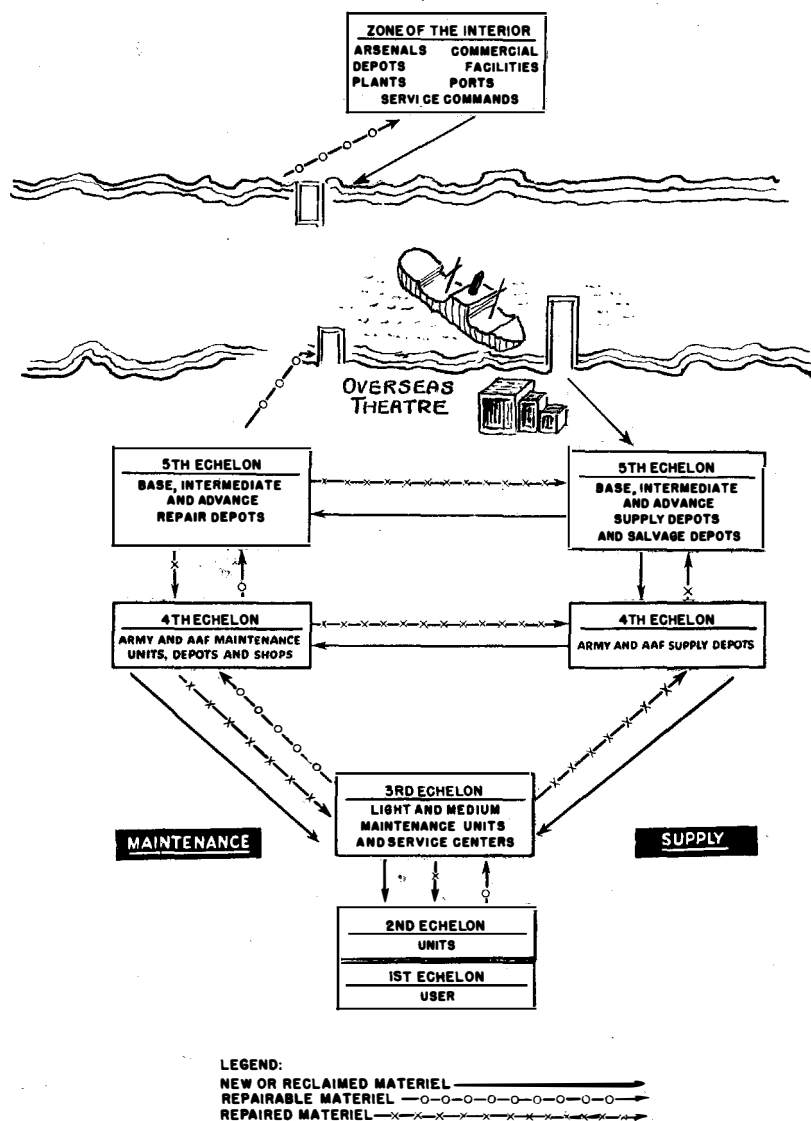 ZONE OF THE INTERIOR
ARSENALS COMMERCIAL
DEPOTS FACILITIES
PLANTS PORTS
SERVICE COMMANDS
OVERSEAS
THEATRE
5TH ECHELON
BASE, INTERMEDIATE
AND ADVANCE
REPAIR DEPOTS
5TH ECHELON
BASE, INTERMEDIATE
AND ADVANCE
SUPPLY DEPOTS
AND SALVAGE DEPOTS
4TH ECHELON
ARMY AND AAF MAINTENANCE
UNITS, DEPOTS AND SHOPS
4TH ECHELON
ARMY AND AAF SUPPLY DEPOTS
3RD ECHELON
LIGHT AND MEDIUM
MAINTENANCE UNITS
AND SERVICE CENTERS
MAINTENANCE
SUPPLY
2ND ECHELON
UNITS
1ST ECHELON
USER
LEGEND:
NEW OR RECLAIMED MATERIEL
REPAIRABLE MATERIEL
REPAIRED MATERIEL